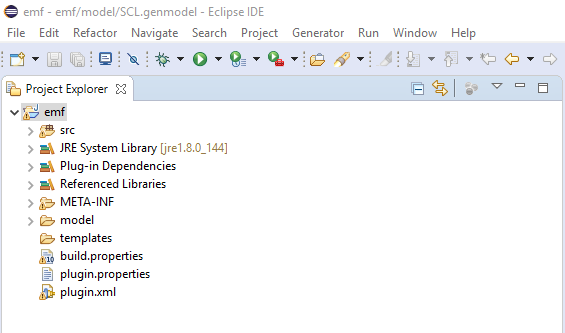 emf - emf/model/SCL.genmodel - Eclipse IDE
File Edit Refactor Navigate Search Project Generator Run Window Help
Project Explorer
emf
src
JRE System Library [jre1.8.0_144]
Plug-in Dependencies
Referenced Libraries
META-INF
model
templates
build.properties
plugin.properties
plugin.xml